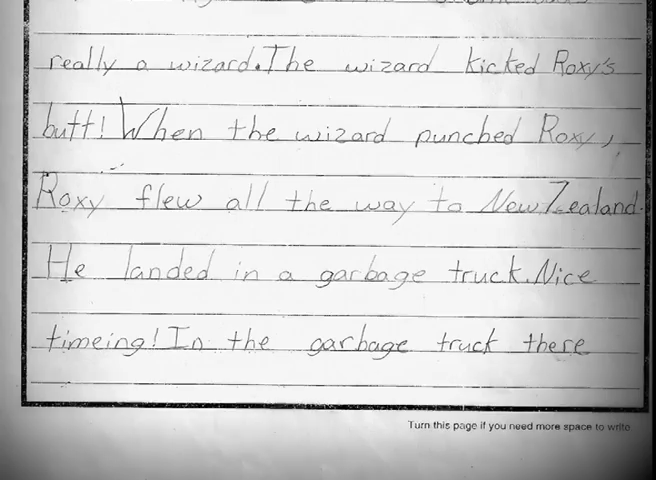 really a wizard. The wizard kicked Roxy's
butt! When the wizard punched Roxy,
Roxy flew all the way to New Zealand.
He landed in a garbage truck. Nice
timeing! In the garbage truck there
Turn this page if you need more space to write.